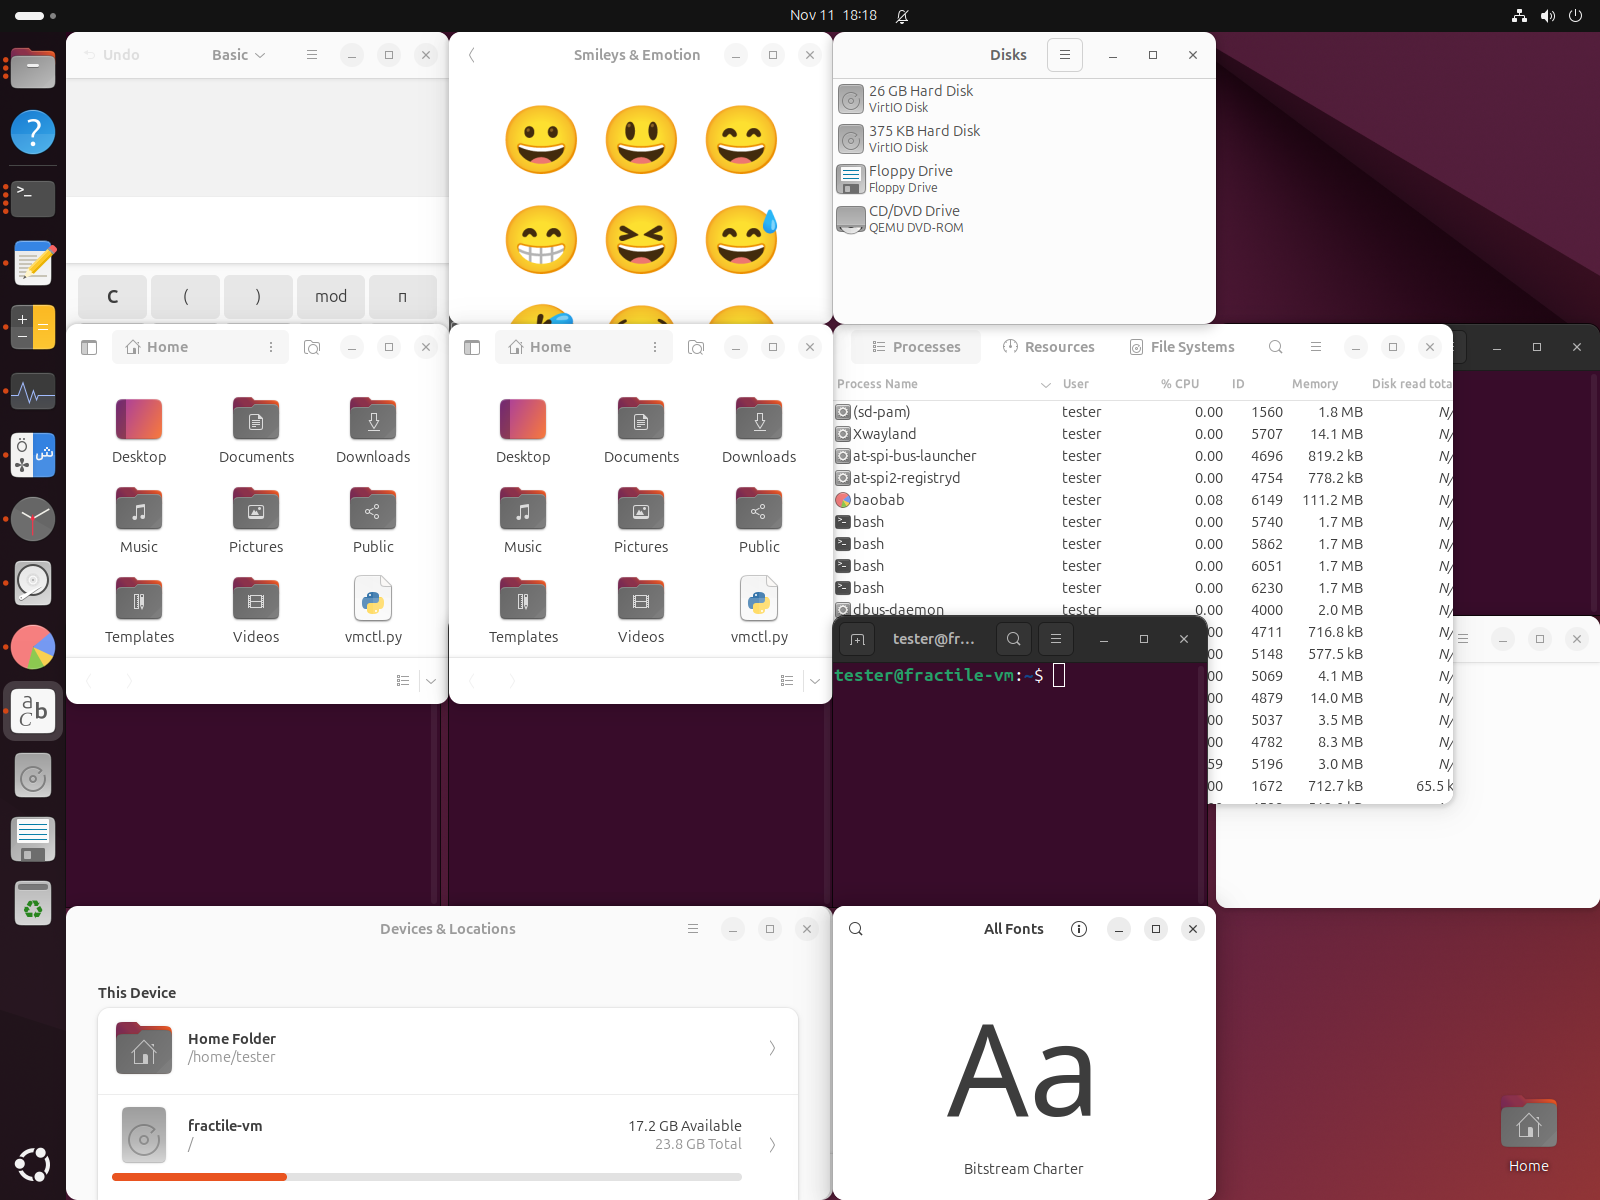 Nov 11 18:18
Undo
Basic
C
(
)
mod
π
Smileys & Emotion
Disks
26 GB Hard Disk
VirtIO Disk
375 KB Hard Disk
VirtIO Disk
Floppy Drive
Floppy Drive
CD/DVD Drive
QEMU DVD-ROM
Home
Desktop
Documents
Downloads
Music
Pictures
Public
Templates
Videos
vmctl.py
Home
Desktop
Documents
Downloads
Music
Pictures
Public
Templates
Videos
vmctl.py
Processes
Resources
File Systems
Process Name User % CPU ID Memory Disk read tota
(sd-pam) tester 0.00 1560 1.8 MB N/
Xwayland tester 0.00 5707 14.1 MB N/
at-spi-bus-launcher tester 0.00 4696 819.2 kB N/
at-spi2-registryd tester 0.00 4754 778.2 kB N/
baobab tester 0.08 6149 111.2 MB N/
bash tester 0.00 5740 1.7 MB N/
bash tester 0.00 5862 1.7 MB N/
bash tester 0.00 6051 1.7 MB N/
bash tester 0.00 6230 1.7 MB N/
dbus-daemon tester 0.00 4000 2.0 MB N/
00 4711 716.8 kB N/
00 5148 577.5 kB N/
00 5069 4.1 MB N/
00 4879 14.0 MB N/
00 5037 3.5 MB N/
00 4782 8.3 MB N/
59 5196 3.0 MB N/
00 1672 712.7 kB 65.5 k
tester@fr...
tester@fractile-vm:~$
Devices & Locations
This Device
Home Folder
/home/tester
fractile-vm
/
17.2 GB Available
23.8 GB Total
All Fonts
Aa
Bitstream Charter
Home